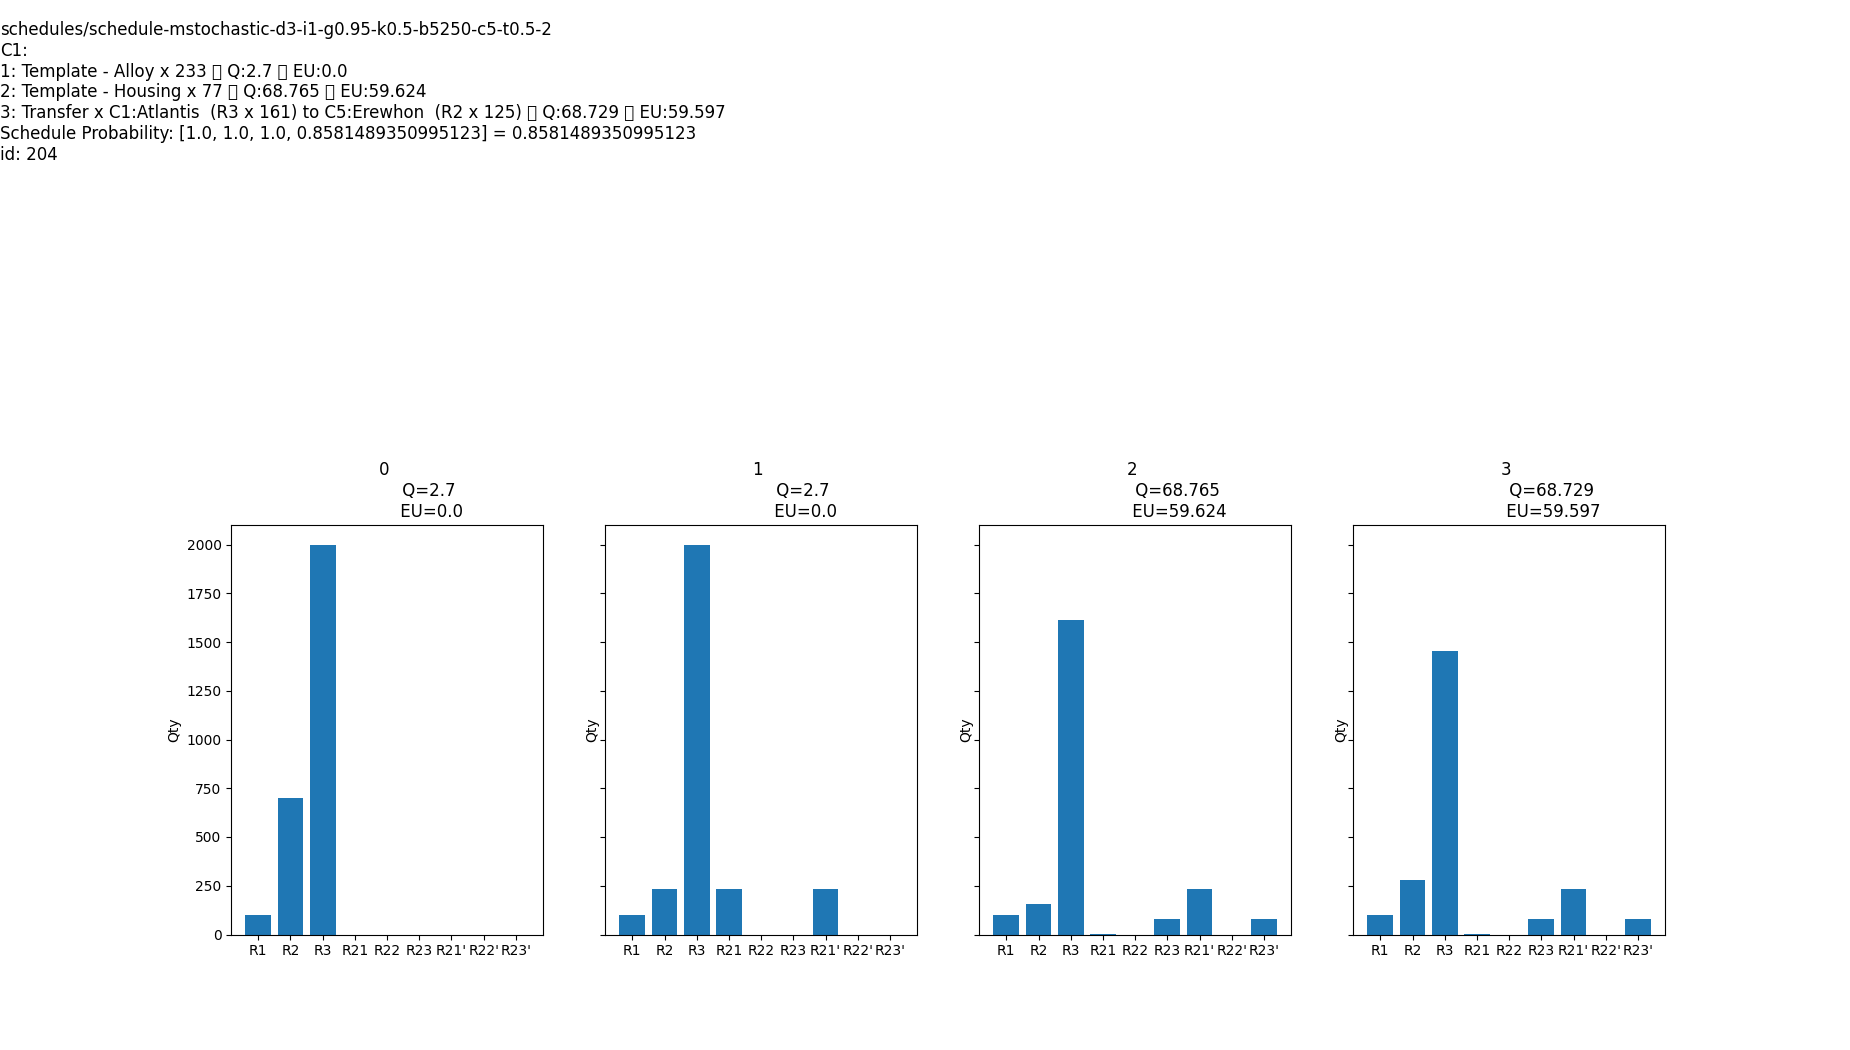 schedules/schedule-mstochastic-d3-i1-g0.95-k0.5-b5250-c5-t0.5-2
C1:
1: Template - Alloy x 233 ▯ Q:2.7 ▯ EU:0.0
2: Template - Housing x 77 ▯ Q:68.765 ▯ EU:59.624
3: Transfer x C1:Atlantis  (R3 x 161) to C5:Erewhon  (R2 x 125) ▯ Q:68.729 ▯ EU:59.597
Schedule Probability: [1.0, 1.0, 1.0, 0.8581489350995123] = 0.8581489350995123
id: 204
0
Q=2.7
EU=0.0
Qty
2000
1750
1500
1250
1000
750
500
250
0
R1 R2 R3 R21 R22 R23 R21' R22' R23'
1
Q=2.7
EU=0.0
Qty
R1 R2 R3 R21 R22 R23 R21' R22' R23'
2
Q=68.765
EU=59.624
Qty
R1 R2 R3 R21 R22 R23 R21' R22' R23'
3
Q=68.729
EU=59.597
Qty
R1 R2 R3 R21 R22 R23 R21' R22' R23'